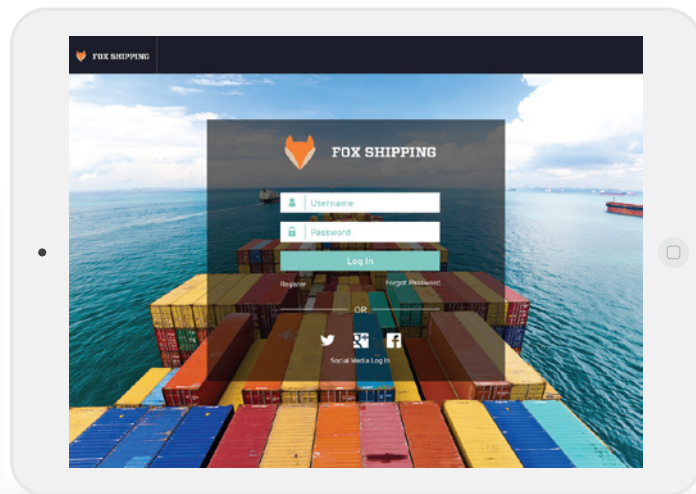 FOX SHIPPING
FOX SHIPPING
Username
Password
Log In
Register
Forgot Password
OR
Social Media Log In